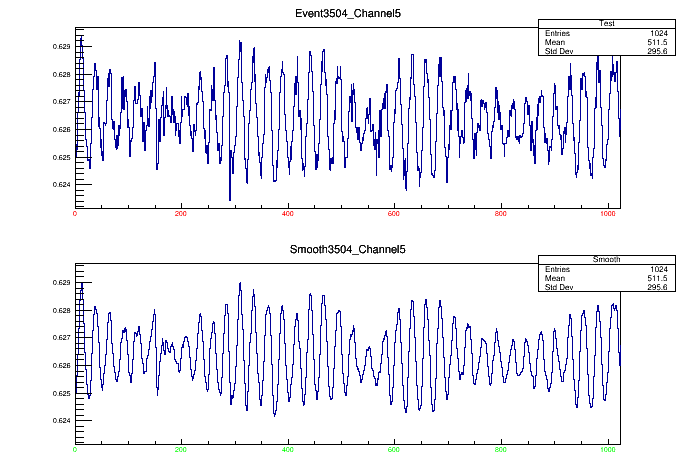 Event3504_Channel5
Test
Entries 1024
Mean 511.5
Std Dev 295.6
0.629
0.628
0.627
0.626
0.625
0.624
0 200 400 600 800 1000
Smooth3504_Channel5
Smooth
Entries 1024
Mean 511.5
Std Dev 295.6
0.629
0.628
0.627
0.626
0.625
0.624
0 200 400 600 800 1000